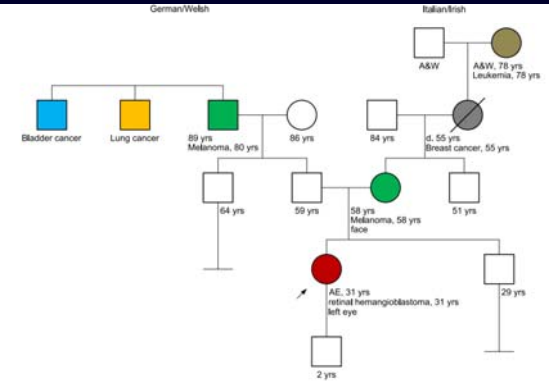 German/Welsh
Italian/Irish
A&W
A&W, 78 yrs
Leukemia, 78 yrs
Bladder cancer
Lung cancer
89 yrs
Melanoma, 80 yrs
86 yrs
84 yrs
d. 55 yrs
Breast cancer, 55 yrs
64 yrs
59 yrs
58 yrs
Melanoma, 58 yrs
face
51 yrs
AE, 31 yrs
retinal hemangioblastoma, 31 yrs
left eye
29 yrs
2 yrs